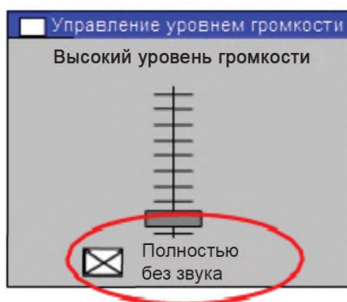 Управление уровнем громкости
Высокий уровень громкости
Полностью
без звука